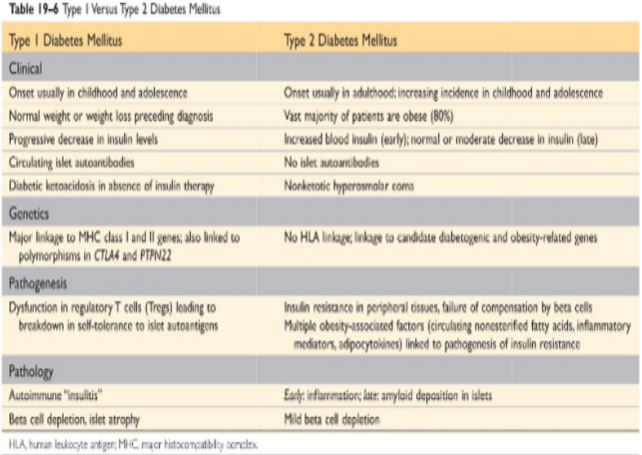 Table 19–6 Type 1 Versus Type 2 Diabetes Mellitus
Type 1 Diabetes Mellitus Type 2 Diabetes Mellitus
Clinical
Onset usually in childhood and adolescence Onset usually in adulthood; increasing incidence in childhood and adolescence
Normal weight or weight loss preceding diagnosis Vast majority of patients are obese (80%)
Progressive decrease in insulin levels Increased blood insulin (early); normal or moderate decrease in insulin (late)
Circulating islet autoantibodies No islet autoantibodies
Diabetic ketoacidosis in absence of insulin therapy Nonketotic hyperosmolar coma
Genetics
Major linkage to MHC class I and II genes; also linked to No HLA linkage; linkage to candidate diabetogenic and obesity-related genes
polymorphisms in CTLA4 and PTPN22
Pathogenesis
Dysfunction in regulatory T cells (Tregs) leading to Insulin resistance in peripheral tissues, failure of compensation by beta cells
breakdown in self-tolerance to islet autoantigens Multiple obesity-associated factors (circulating nonesterified fatty acids, inflammatory
mediators, adipocytokines) linked to pathogenesis of insulin resistance
Pathology
Autoimmune "insulitis" Early: inflammation; late: amyloid deposition in islets
Beta cell depletion, islet atrophy Mild beta cell depletion
HLA, human leukocyte antigen; MHC, major histocompatibility complex.